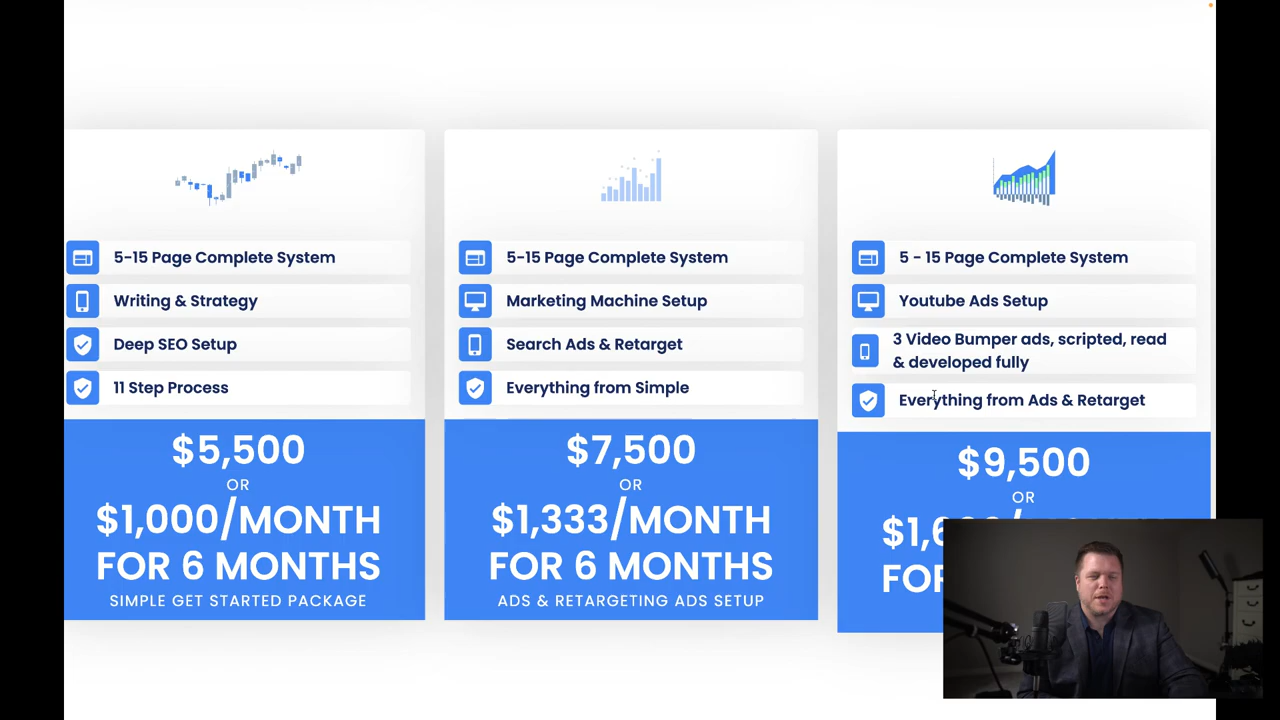 5-15 Page Complete System
Writing & Strategy
Deep SEO Setup
11 Step Process
$5,500
OR
$1,000/MONTH
FOR 6 MONTHS
SIMPLE GET STARTED PACKAGE
5-15 Page Complete System
Marketing Machine Setup
Search Ads & Retarget
Everything from Simple
$7,500
OR
$1,333/MONTH
FOR 6 MONTHS
ADS & RETARGETING ADS SETUP
5 - 15 Page Complete System
Youtube Ads Setup
3 Video Bumper ads, scripted, read
& developed fully
Everything from Ads & Retarget
$9,500
OR